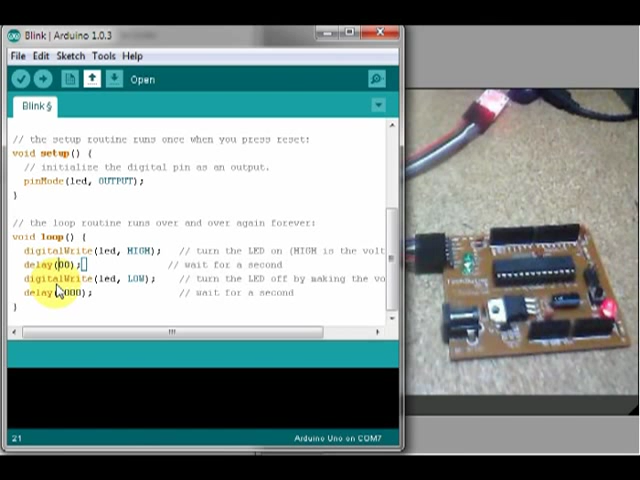 Blink | Arduino 1.0.3
File Edit Sketch Tools Help
Open
Blink §
// the setup routine runs once when you press reset:
void setup() {
// initialize the digital pin as an output.
pinMode(led, OUTPUT);
}
// the loop routine runs over and over again forever:
void loop() {
digitalWrite(led, HIGH); // turn the LED on (HIGH is the volt
delay(00); // wait for a second
digitalWrite(led, LOW); // turn the LED off by making the vo
delay( 000); // wait for a second
}
21
Arduino Uno on COM7